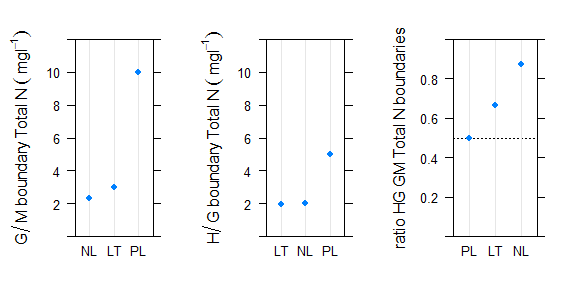 G/M boundary Total N ( mgl⁻¹)
10
8
6
4
2
NL LT PL
H/G boundary Total N ( mgl⁻¹)
10
8
6
4
2
LT NL PL
ratio HG GM Total N boundaries
0.8
0.6
0.4
0.2
PL LT NL